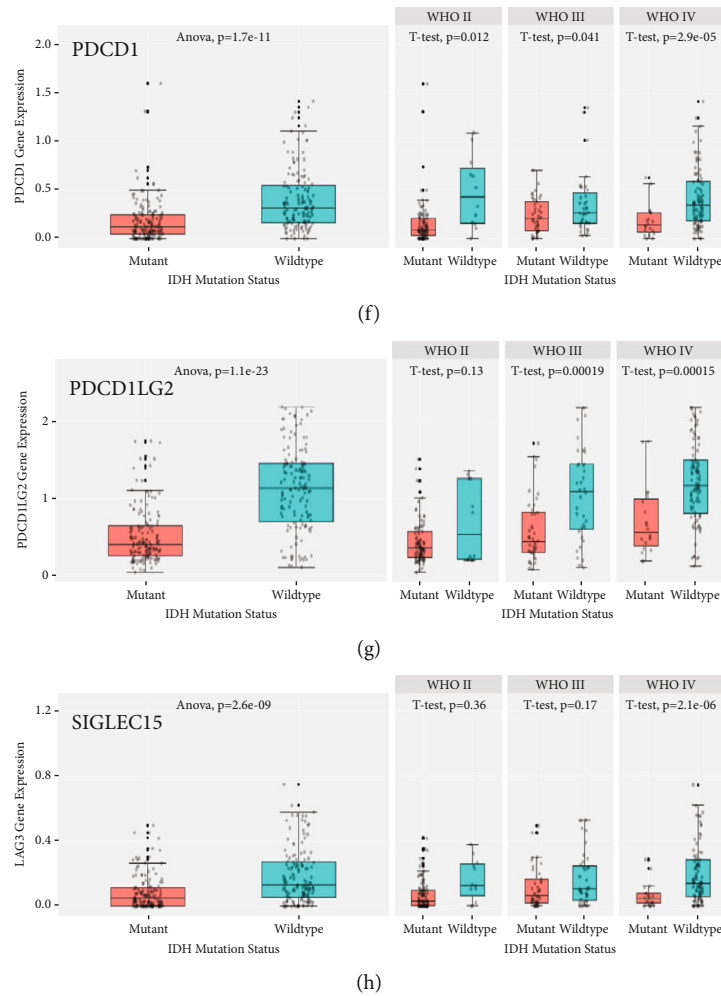 WHO II WHO III WHO IV
Anova, p=1.7e-11 T-test, p=0.012 T-test, p=0.041 T-test, p=2.9e-05
PDCD1
PDCD1 Gene Expression
2.0
1.5
1.0
0.5
0.0
Mutant Wildtype Mutant Wildtype Mutant Wildtype Mutant Wildtype
IDH Mutation Status IDH Mutation Status
(f)
WHO II WHO III WHO IV
Anova, p=1.1e-23 T-test, p=0.13 T-test, p=0.00019 T-test, p=0.00015
PDCD1LG2
PDCD1LG2 Gene Expression
2
1
0
Mutant Wildtype Mutant Wildtype Mutant Wildtype Mutant Wildtype
IDH Mutation Status IDH Mutation Status
(g)
WHO II WHO III WHO IV
Anova, p=2.6e-09 T-test, p=0.36 T-test, p=0.17 T-test, p=2.1e-06
SIGLEC15
LAG3 Gene Expression
1.2
0.8
0.4
0.0
Mutant Wildtype Mutant Wildtype Mutant Wildtype Mutant Wildtype
IDH Mutation Status IDH Mutation Status
(h)